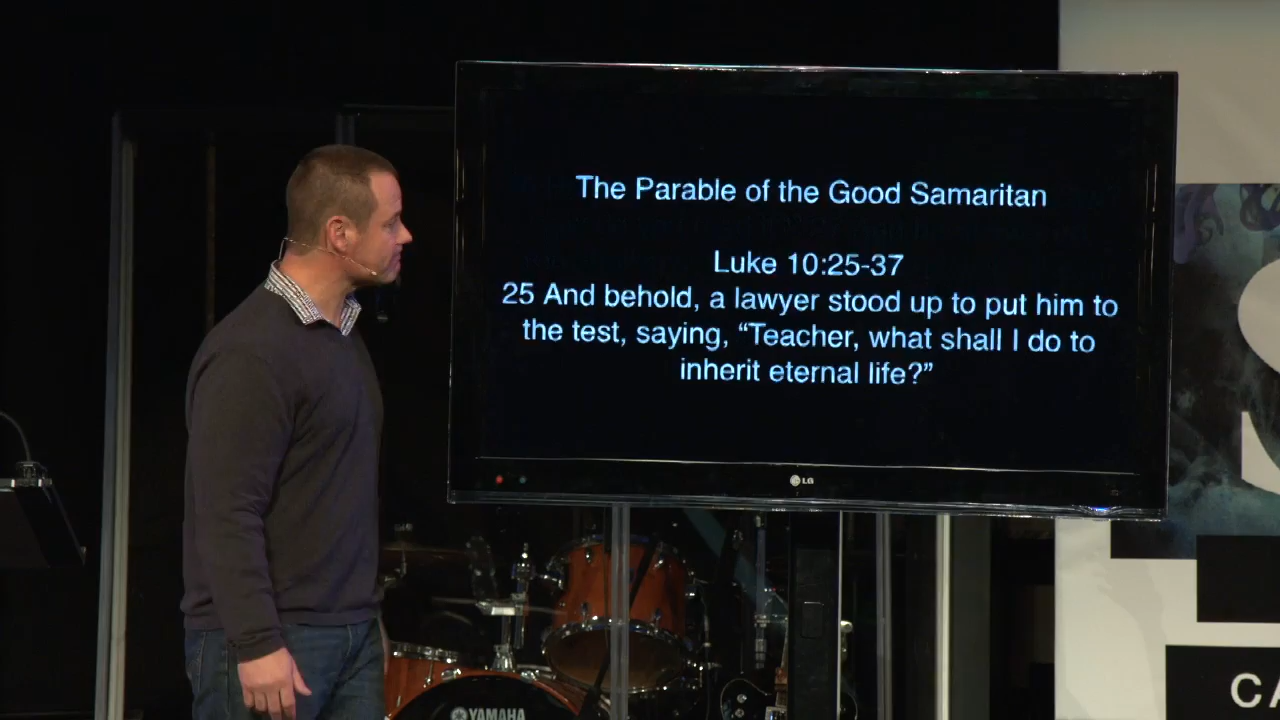 The Parable of the Good Samaritan
Luke 10:25-37
25 And behold, a lawyer stood up to put him to
the test, saying, “Teacher, what shall I do to
inherit eternal life?”
LG
YAMAHA